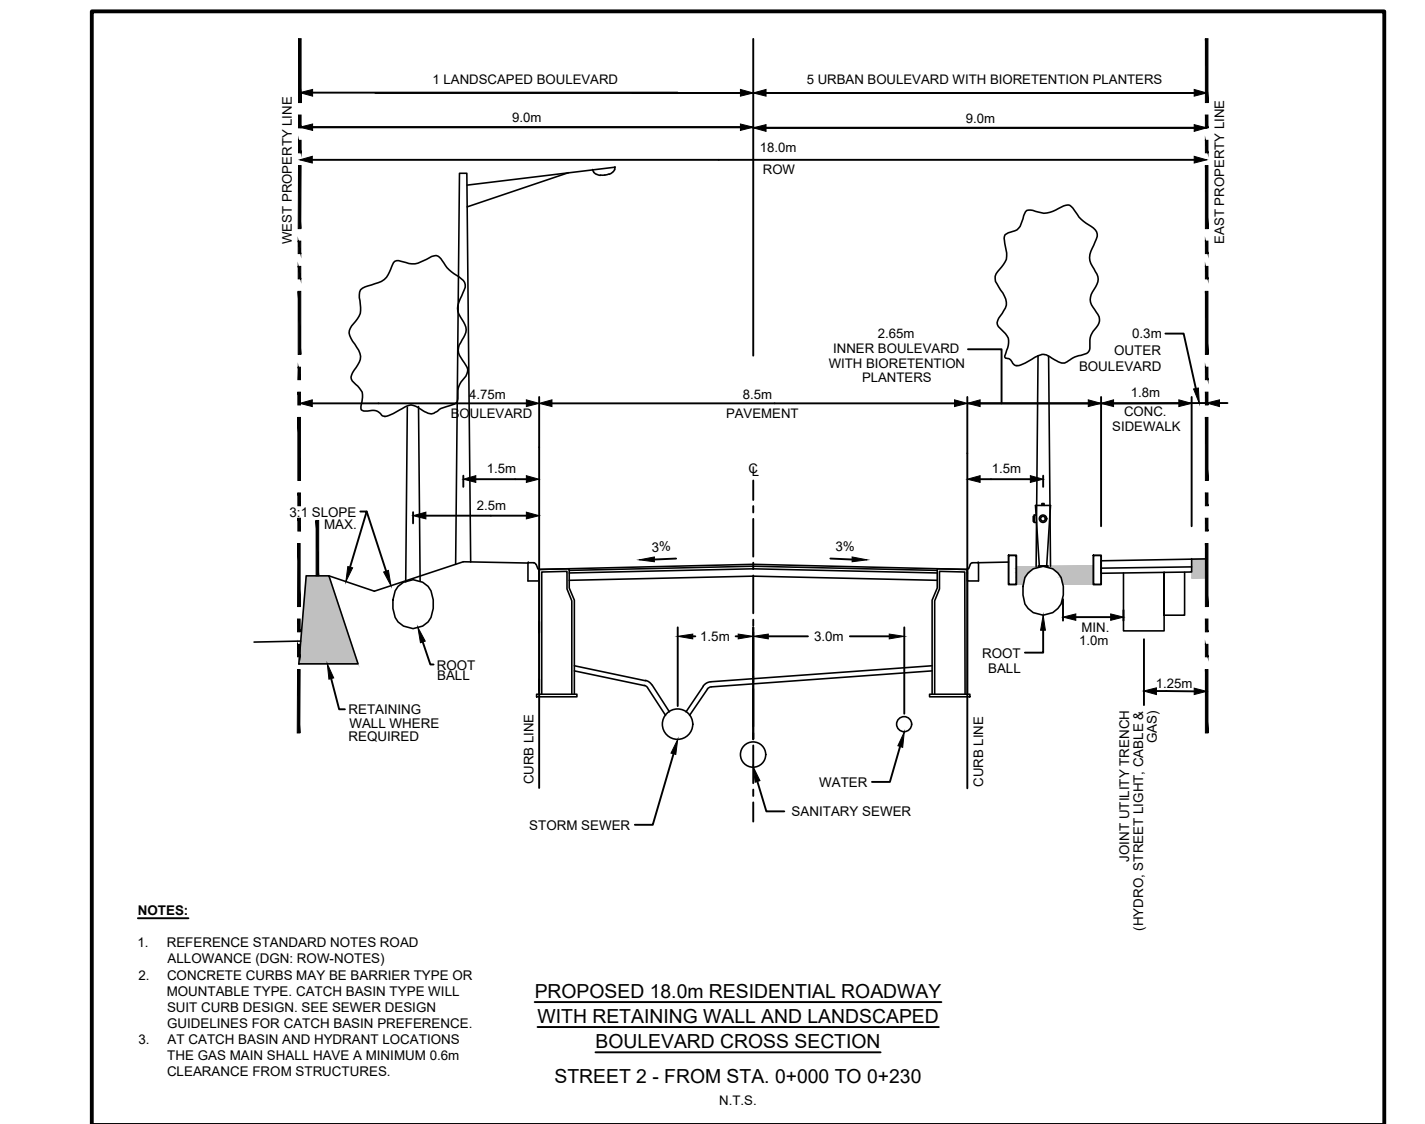 1 LANDSCAPED BOULEVARD
5 URBAN BOULEVARD WITH BIORETENTION PLANTERS
9.0m
9.0m
18.0m
ROW
WEST PROPERTY LINE
EAST PROPERTY LINE
2.65m
INNER BOULEVARD
WITH BIORETENTION
PLANTERS
0.3m
OUTER
BOULEVARD
4.75m
BOULEVARD
8.5m
PAVEMENT
1.8m
CONC.
SIDEWALK
1.5m
℄
1.5m
2.5m
3:1 SLOPE
MAX.
3%
3%
1.5m
3.0m
MIN.
1.0m
ROOT
BALL
ROOT
BALL
1.25m
RETAINING
WALL WHERE
REQUIRED
CURB LINE
CURB LINE
WATER
SANITARY SEWER
STORM SEWER
JOINT UTILITY TRENCH
(HYDRO, STREET LIGHT, CABLE &
GAS)
NOTES:
1. REFERENCE STANDARD NOTES ROAD
ALLOWANCE (DGN: ROW-NOTES)
2. CONCRETE CURBS MAY BE BARRIER TYPE OR
MOUNTABLE TYPE. CATCH BASIN TYPE WILL
SUIT CURB DESIGN. SEE SEWER DESIGN
GUIDELINES FOR CATCH BASIN PREFERENCE.
3. AT CATCH BASIN AND HYDRANT LOCATIONS
THE GAS MAIN SHALL HAVE A MINIMUM 0.6m
CLEARANCE FROM STRUCTURES.
PROPOSED 18.0m RESIDENTIAL ROADWAY
WITH RETAINING WALL AND LANDSCAPED
BOULEVARD CROSS SECTION
STREET 2 - FROM STA. 0+000 TO 0+230
N.T.S.